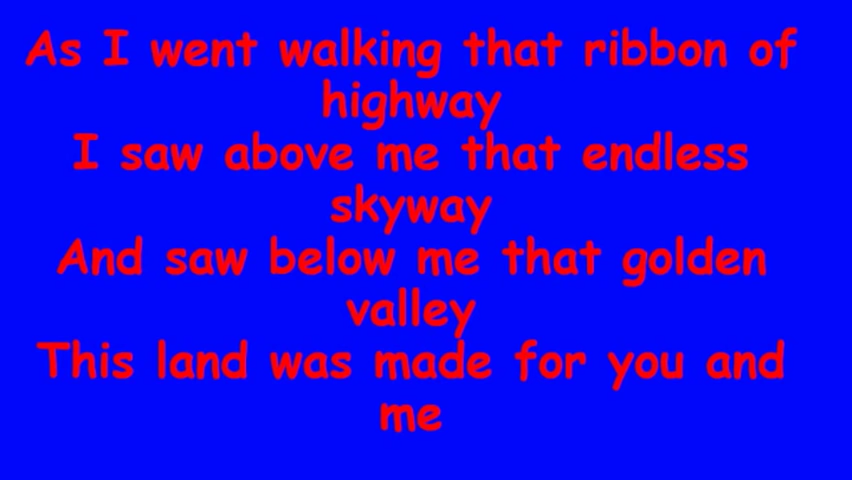 As I went walking that ribbon of
highway
I saw above me that endless
skyway
And saw below me that golden
valley
This land was made for you and
me